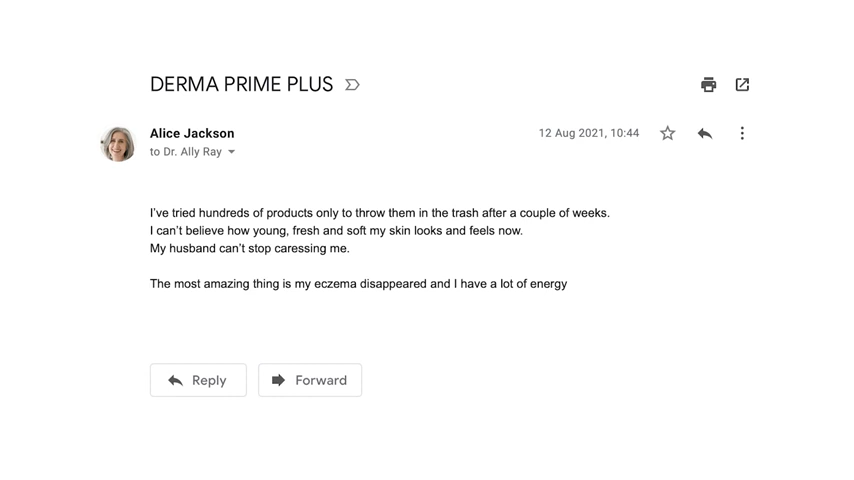 DERMA PRIME PLUS
Alice Jackson
12 Aug 2021, 10:44
to Dr. Ally Ray
I've tried hundreds of products only to throw them in the trash after a couple of weeks.
I can't believe how young, fresh and soft my skin looks and feels now.
My husband can't stop caressing me.
The most amazing thing is my eczema disappeared and I have a lot of energy
Reply
Forward